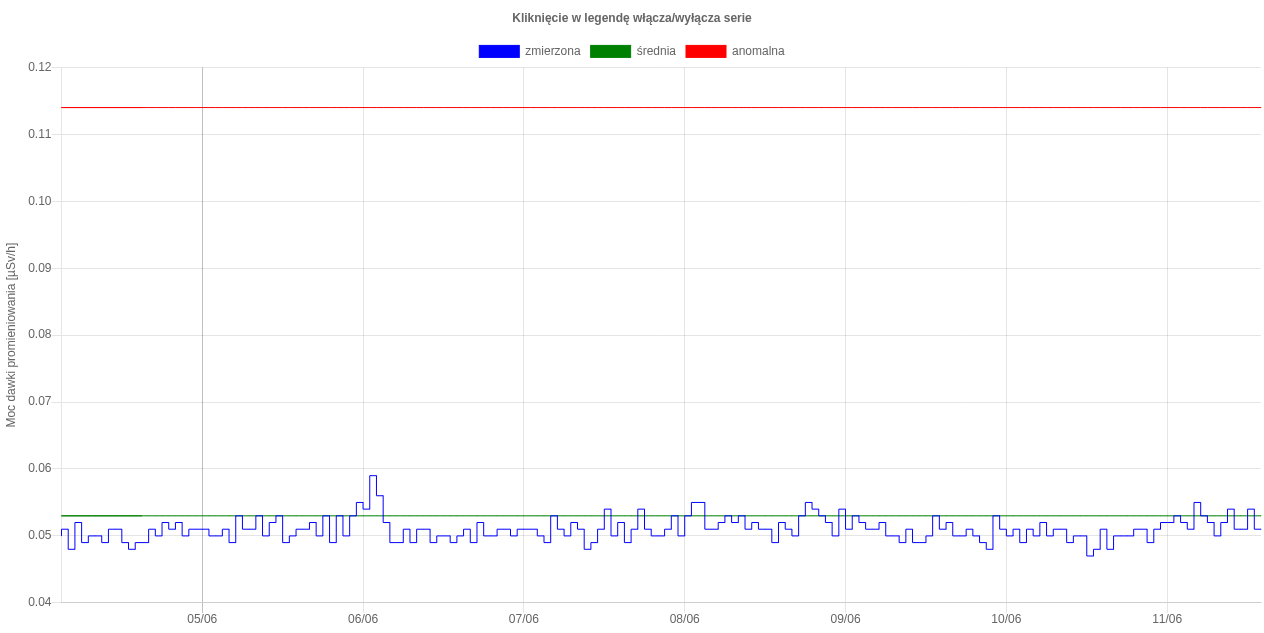 Kliknięcie w legendę włącza/wyłącza serie
zmierzona średnia anomalna
Moc dawki promieniowania [µSv/h]
0.12
0.11
0.10
0.09
0.08
0.07
0.06
0.05
0.04
05/06 06/06 07/06 08/06 09/06 10/06 11/06